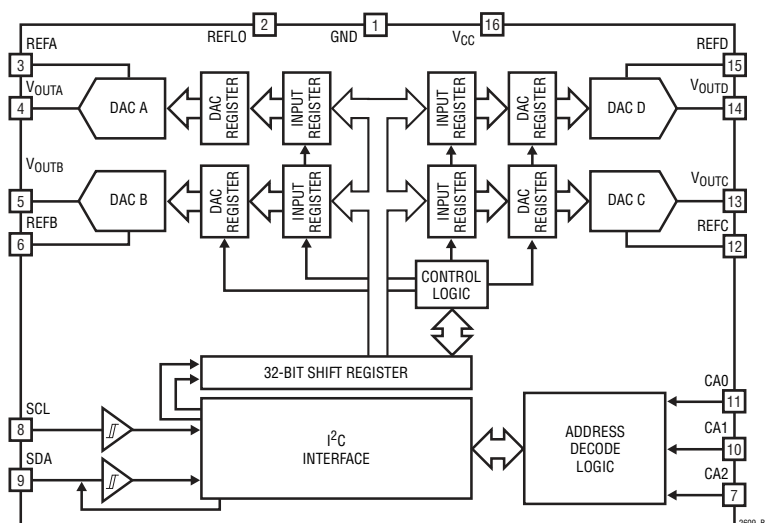 2
REFLO
1
GND
16
VCC
REFA
3
VOUTA
4
DAC A
DAC REGISTER
INPUT REGISTER
INPUT REGISTER
DAC REGISTER
DAC D
REFD
15
VOUTD
14
VOUTB
5
REFB
6
DAC B
DAC REGISTER
INPUT REGISTER
INPUT REGISTER
DAC REGISTER
DAC C
VOUTC
13
REFC
12
CONTROL
LOGIC
32-BIT SHIFT REGISTER
SCL
8
SDA
9
I2C
INTERFACE
ADDRESS
DECODE
LOGIC
CA0
11
CA1
10
CA2
7